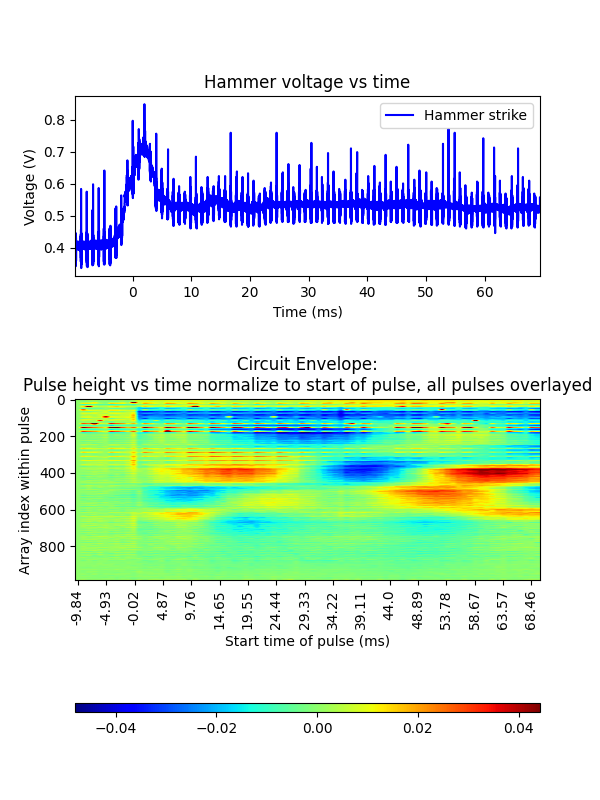 Hammer voltage vs time
Hammer strike
Voltage (V)
0.8
0.7
0.6
0.5
0.4
0 10 20 30 40 50 60
Time (ms)
Circuit Envelope:
Pulse height vs time normalize to start of pulse, all pulses overlayed
Array index within pulse
0
200
400
600
800
-9.84 -4.93 -0.02 4.87 9.76 14.65 19.55 24.44 29.33 34.22 39.11 44.0 48.89 53.78 58.67 63.57 68.46
Start time of pulse (ms)
−0.04 −0.02 0.00 0.02 0.04